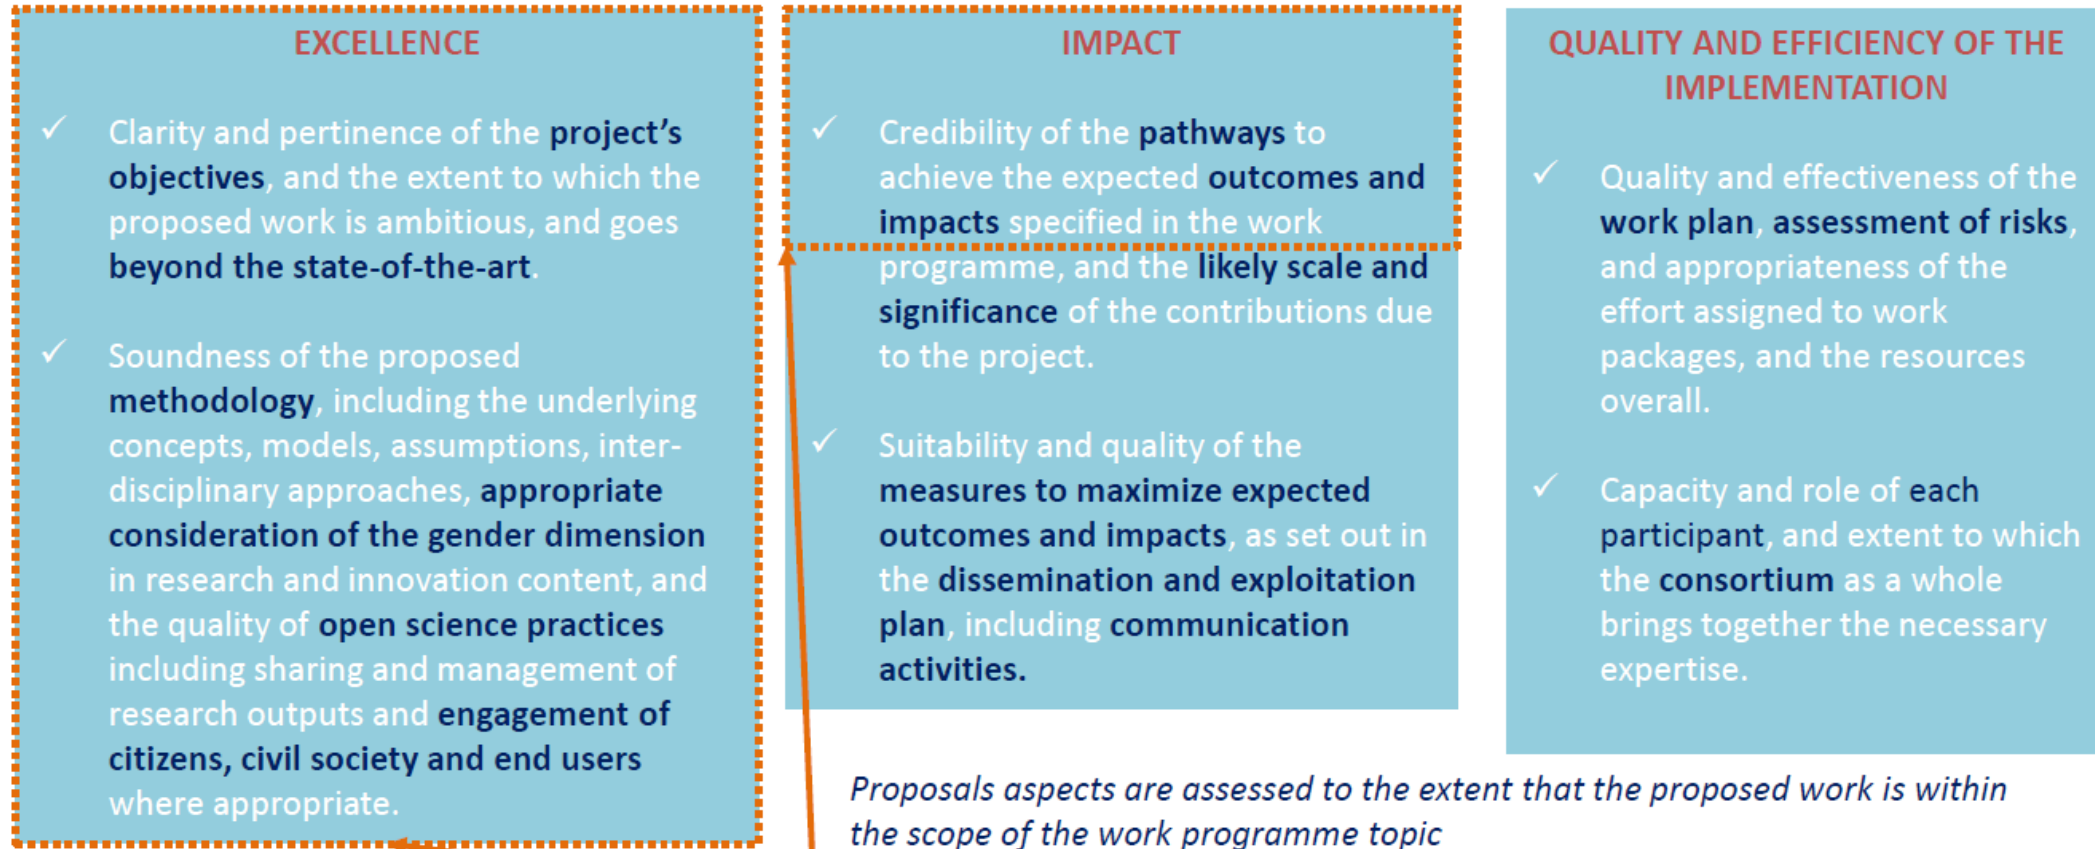 EXCELLENCE
✓ Clarity and pertinence of the project's
objectives, and the extent to which the
proposed work is ambitious, and goes
beyond the state-of-the-art.
✓ Soundness of the proposed
methodology, including the underlying
concepts, models, assumptions, inter-
disciplinary approaches, appropriate
consideration of the gender dimension
in research and innovation content, and
the quality of open science practices
including sharing and management of
research outputs and engagement of
citizens, civil society and end users
where appropriate.
IMPACT
✓ Credibility of the pathways to
achieve the expected outcomes and
impacts specified in the work
programme, and the likely scale and
significance of the contributions due
to the project.
✓ Suitability and quality of the
measures to maximize expected
outcomes and impacts, as set out in
the dissemination and exploitation
plan, including communication
activities.
QUALITY AND EFFICIENCY OF THE
IMPLEMENTATION
✓ Quality and effectiveness of the
work plan, assessment of risks,
and appropriateness of the
effort assigned to work
packages, and the resources
overall.
✓ Capacity and role of each
participant, and extent to which
the consortium as a whole
brings together the necessary
expertise.
Proposals aspects are assessed to the extent that the proposed work is within
the scope of the work programme topic